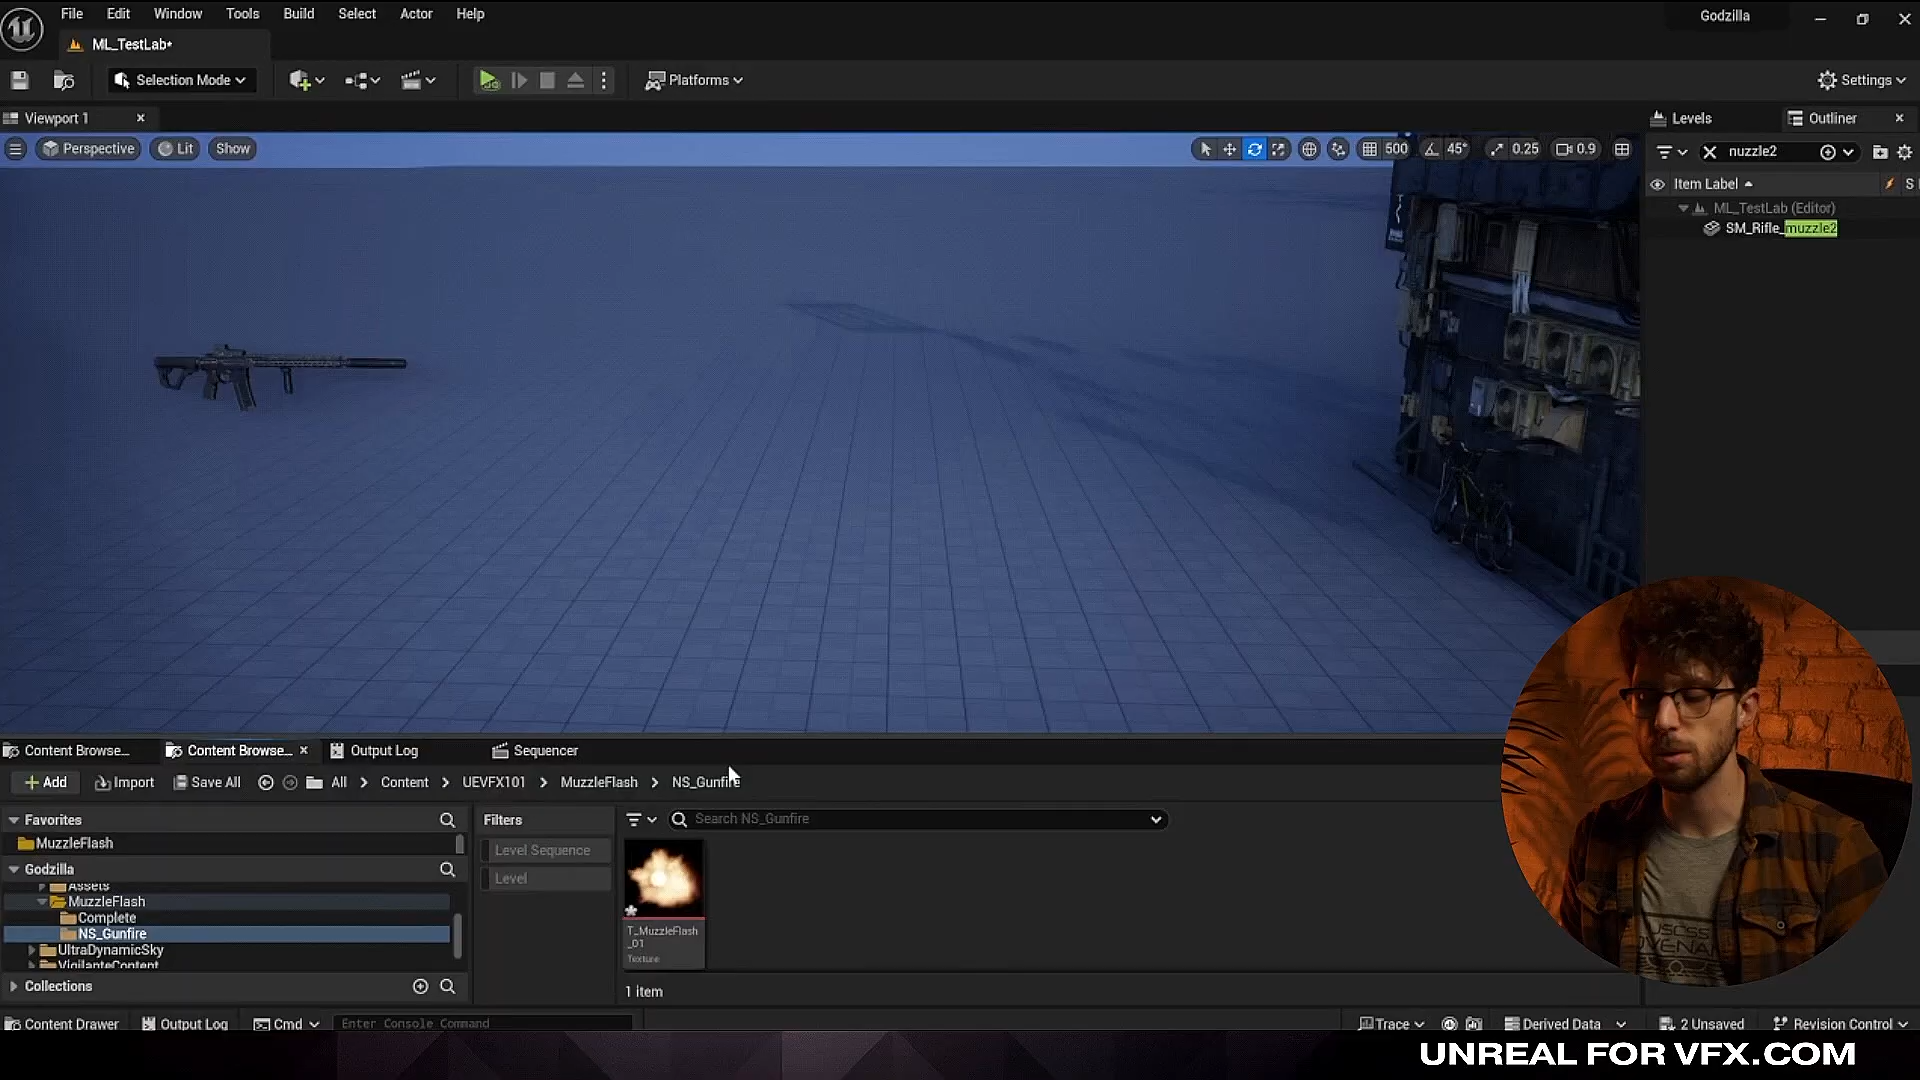 File Edit Window Tools Build Select Actor Help
Godzilla
ML_TestLab*
Selection Mode
Platforms
Settings
Viewport 1
Levels
Outliner
Perspective
Lit
Show
500
45°
0.25
0.9
nuzzle2
Item Label
S
ML_TestLab (Editor)
SM_Rifle_muzzle2
Content Browse...
Content Browse...
Output Log
Sequencer
Add
Import
Save All
All
Content
UEVFX101
MuzzleFlash
NS_Gunfire
Favorites
MuzzleFlash
Godzilla
Assets
MuzzleFlash
Complete
NS_Gunfire
UltraDynamicSky
VigilanteContent
Collections
Filters
Level Sequence
Level
Search NS_Gunfire
T_MuzzleFlash
_01
Texture
1 item
Content Drawer
Output Log
Cmd
Enter Console Command
Trace
Derived Data
2 Unsaved
Revision Control
UNREAL FOR VFX.COM